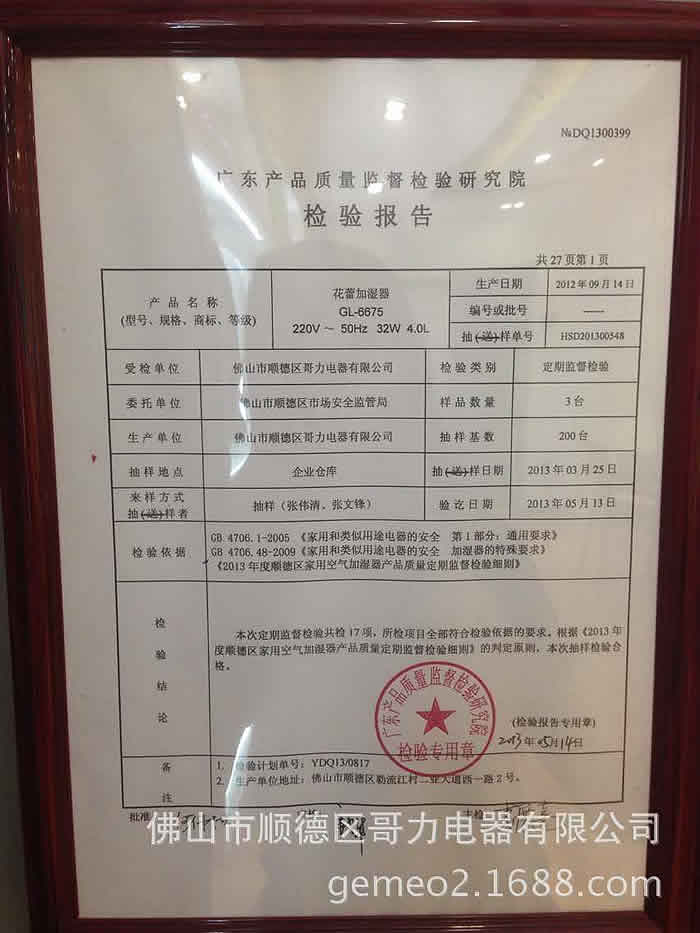 №DQ1300399
广东产品质量监督检验研究院
检验报告
共27页第1页
产品名称
(型号、规格、商标、等级)
花蕾加湿器
GL-6675
220V～ 50Hz 32W 4.0L
生产日期 2012年09月14日
编号或批号 ——
抽(送)样单号 HSD201300548
受检单位 佛山市顺德区哥力电器有限公司 检验类别 定期监督检验
委托单位 佛山市顺德区市场安全监管局 样品数量 3台
生产单位 佛山市顺德区哥力电器有限公司 抽样基数 200台
抽样地点 企业仓库 抽(送)样日期 2013年03月25日
来样方式
抽(送)样者
抽样（张伟清、张文锋） 验讫日期 2013年05月13日
检验依据
GB 4706.1-2005 《家用和类似用途电器的安全 第1部分：通用要求》
GB 4706.48-2009 《家用和类似用途电器的安全 加湿器的特殊要求》
《2013年度顺德区家用空气加湿器产品质量定期监督检验细则》
检
验
结
论
本次定期监督检验共检17项，所检项目全部符合检验依据的要求。根据《2013年
度顺德区家用空气加湿器产品质量定期监督检验细则》的判定原则，本次抽样检验合
格。
广东产品质量监督检验研究院
检验专用章
(检验报告专用章)
2013年05月14日
备
注
1. 检验计划单号：YDQ13/0817
2. 生产单位地址：佛山市顺德区勒流江村二业大道西一路2号。
批准
主检
佛山市顺德区哥力电器有限公司
gemeo2.1688.com